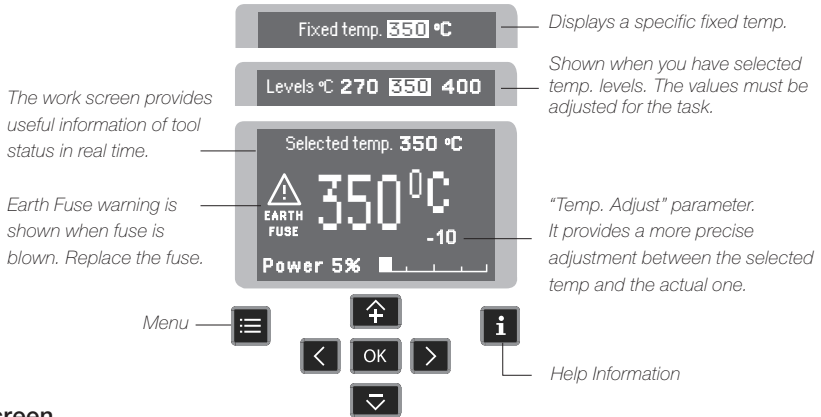 Fixed temp. 350 ºC
Displays a specific fixed temp.
Levels ºC 270 350 400
Shown when you have selected
temp. levels. The values must be
adjusted for the task.
The work screen provides
useful information of tool
status in real time.
Selected temp. 350 ºC
Earth Fuse warning is
shown when fuse is
blown. Replace the fuse.
EARTH
FUSE
350ºC
-10
Power 5%
"Temp. Adjust" parameter.
It provides a more precise
adjustment between the selected
temp and the actual one.
Menu
i
OK
Help Information